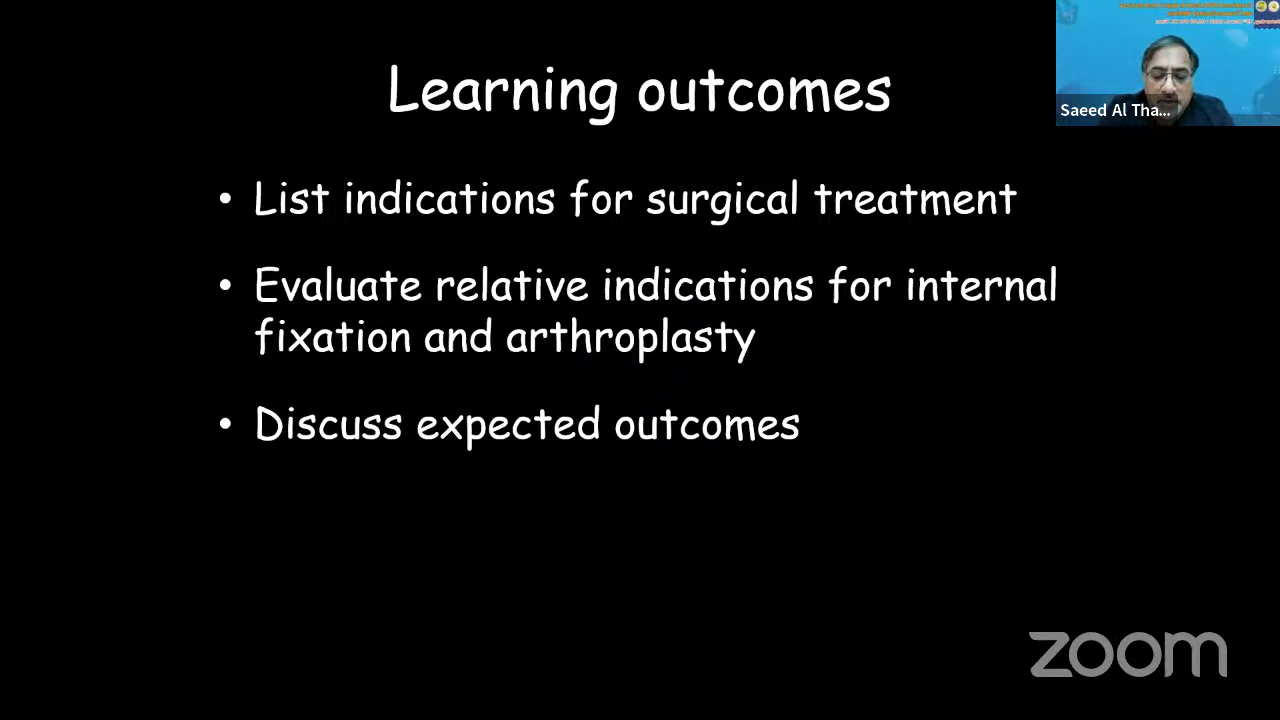 Learning outcomes
• List indications for surgical treatment
• Evaluate relative indications for internal
fixation and arthroplasty
• Discuss expected outcomes
Saeed Al Tha...
zoom